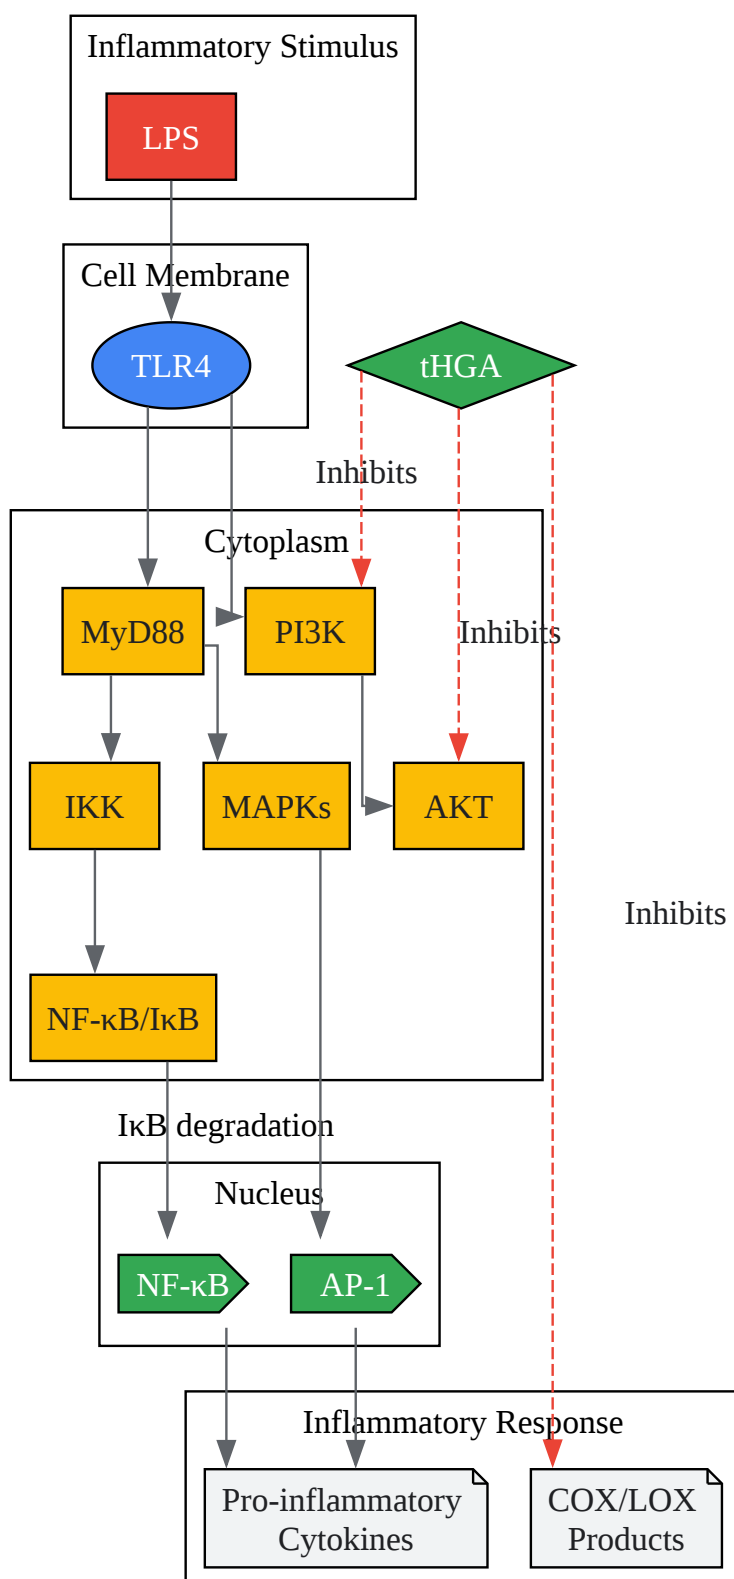 Inflammatory Stimulus
LPS
Cell Membrane
TLR4
tHGA
Inhibits
Cytoplasm
MyD88
PI3K
Inhibits
IKK
MAPKs
AKT
Inhibits
NF-κB/IκB
IκB degradation
Nucleus
NF-κB
AP-1
Inflammatory Response
Pro-inflammatory
Cytokines
COX/LOX
Products